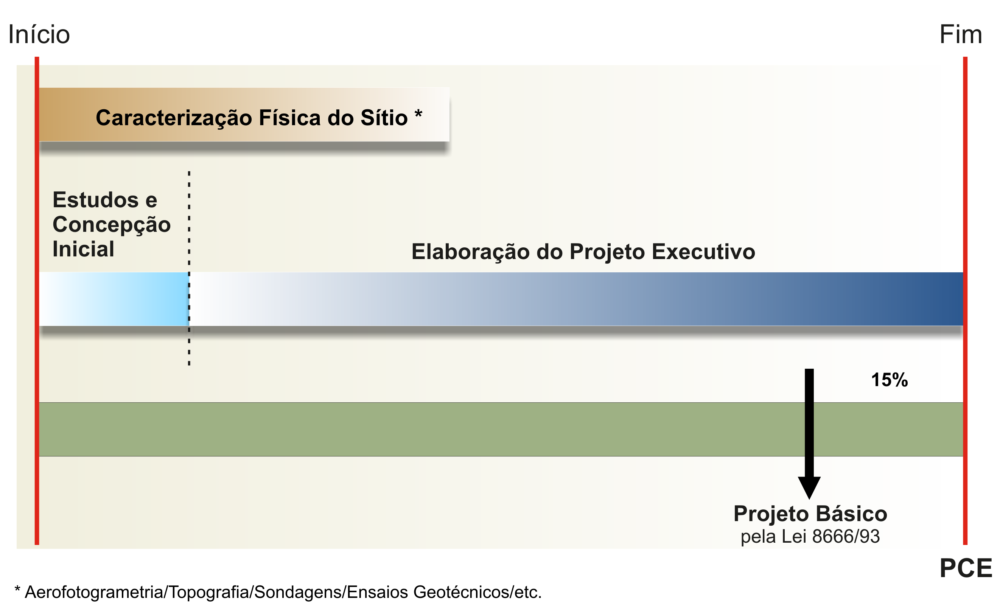 Início
Fim
Caracterização Física do Sítio *
Estudos e
Concepção
Inicial
Elaboração do Projeto Executivo
15%
Projeto Básico
pela Lei 8666/93
PCE
* Aerofotogrametria/Topografia/Sondagens/Ensaios Geotécnicos/etc.